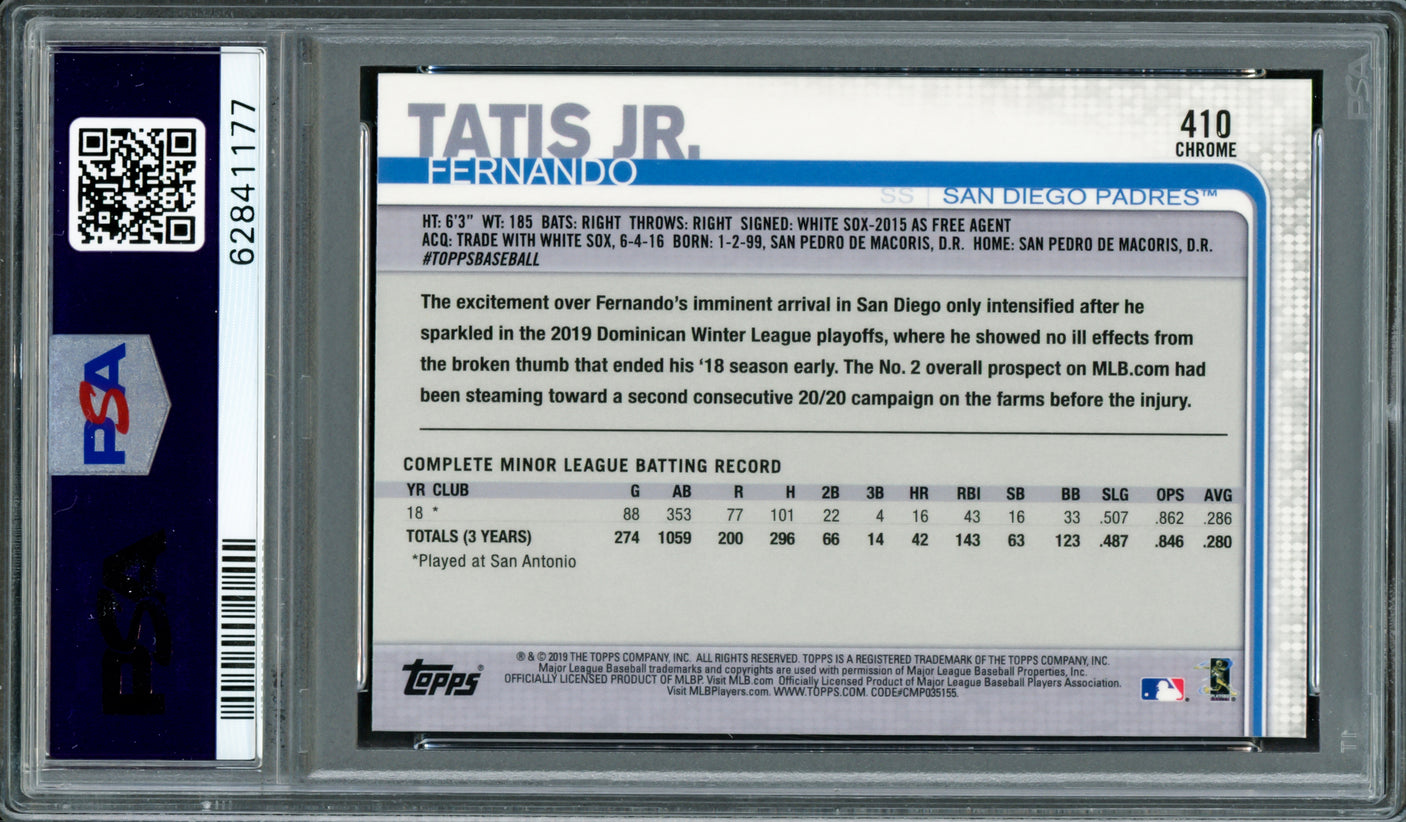 62841177
PSA
PSA
PSA
TATIS JR.
FERNANDO
410
CHROME
SS | SAN DIEGO PADRES™
HT: 6'3" WT: 185 BATS: RIGHT THROWS: RIGHT SIGNED: WHITE SOX-2015 AS FREE AGENT
ACQ: TRADE WITH WHITE SOX, 6-4-16 BORN: 1-2-99, SAN PEDRO DE MACORIS, D.R. HOME: SAN PEDRO DE MACORIS, D.R.
#TOPPSBASEBALL
The excitement over Fernando's imminent arrival in San Diego only intensified after he
sparkled in the 2019 Dominican Winter League playoffs, where he showed no ill effects from
the broken thumb that ended his '18 season early. The No. 2 overall prospect on MLB.com had
been steaming toward a second consecutive 20/20 campaign on the farms before the injury.
COMPLETE MINOR LEAGUE BATTING RECORD
YR CLUB G AB R H 2B 3B HR RBI SB BB SLG OPS AVG
18 * 88 353 77 101 22 4 16 43 16 33 .507 .862 .286
TOTALS (3 YEARS) 274 1059 200 296 66 14 42 143 63 123 .487 .846 .280
*Played at San Antonio
Topps®
® & © 2019 THE TOPPS COMPANY, INC. ALL RIGHTS RESERVED. TOPPS IS A REGISTERED TRADEMARK OF THE TOPPS COMPANY, INC.
Major League Baseball trademarks and copyrights are used with permission of Major League Baseball Properties, Inc.
OFFICIALLY LICENSED PRODUCT OF MLBP. Visit MLB.com Officially Licensed Product of Major League Baseball Players Association.
Visit MLBPlayers.com. WWW.TOPPS.COM. CODE#CMP035155.